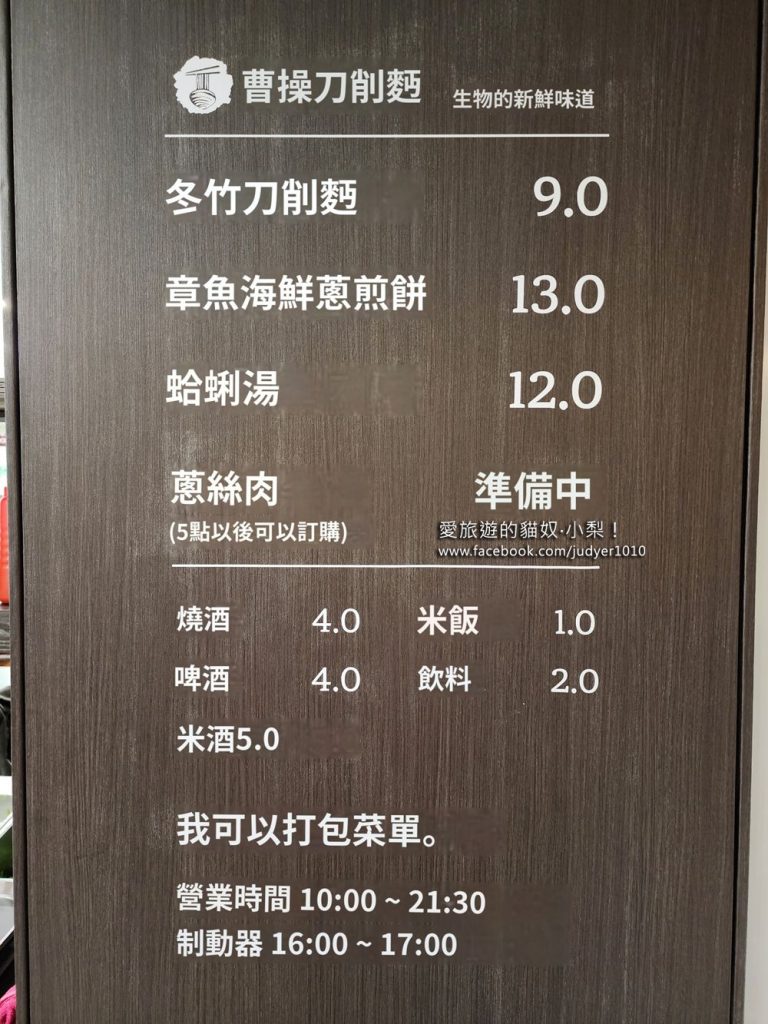 曹操刀削麪 生物的新鮮味道
冬竹刀削麪 9.0
章魚海鮮蔥煎餅 13.0
蛤蜊湯 12.0
蔥絲肉 準備中
(5點以後可以訂購)
愛旅遊的貓奴·小梨！
www.facebook.com/judyer1010
燒酒 4.0 米飯 1.0
啤酒 4.0 飲料 2.0
米酒5.0
我可以打包菜單。
營業時間 10:00 ~ 21:30
制動器 16:00 ~ 17:00